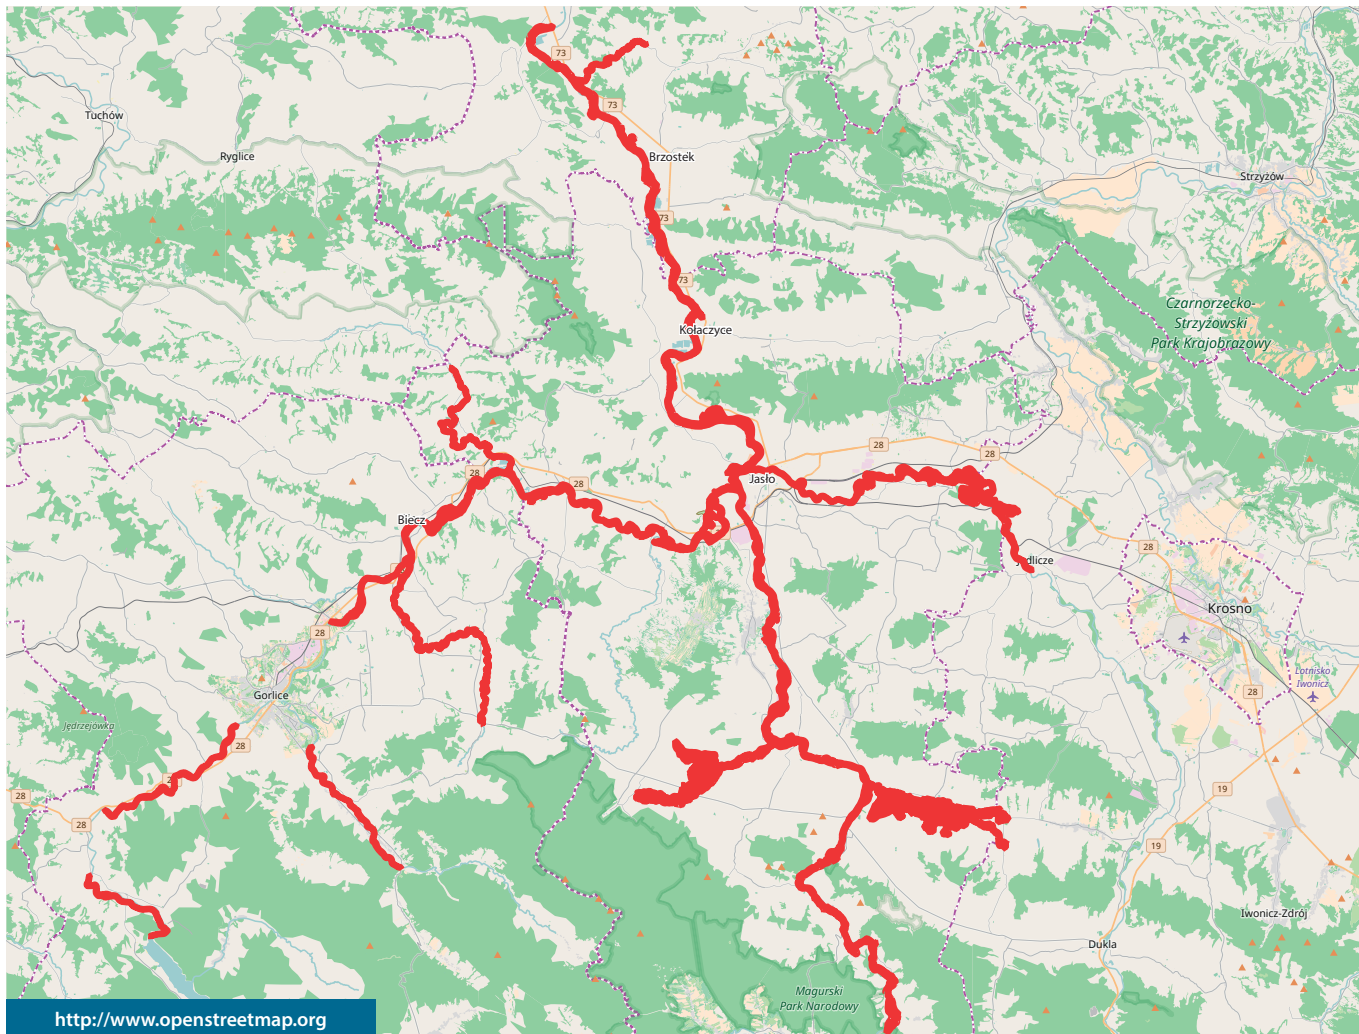 73
73
Tuchów
Ryglice
Brzostek
Strzyżów
73
73
Czarnorzecko-
Strzyżowski
Park Krajobrazowy
Kołaczyce
28
28
28
28
Jasło
Biecz
28
Jedlicze
Krosno
28
Lotnisko
Iwonicz
28
Gorlice
Jędrzejówka
28
28
19
28
19
Iwonicz-Zdrój
Dukla
Magurski
Park Narodowy
http://www.openstreetmap.org